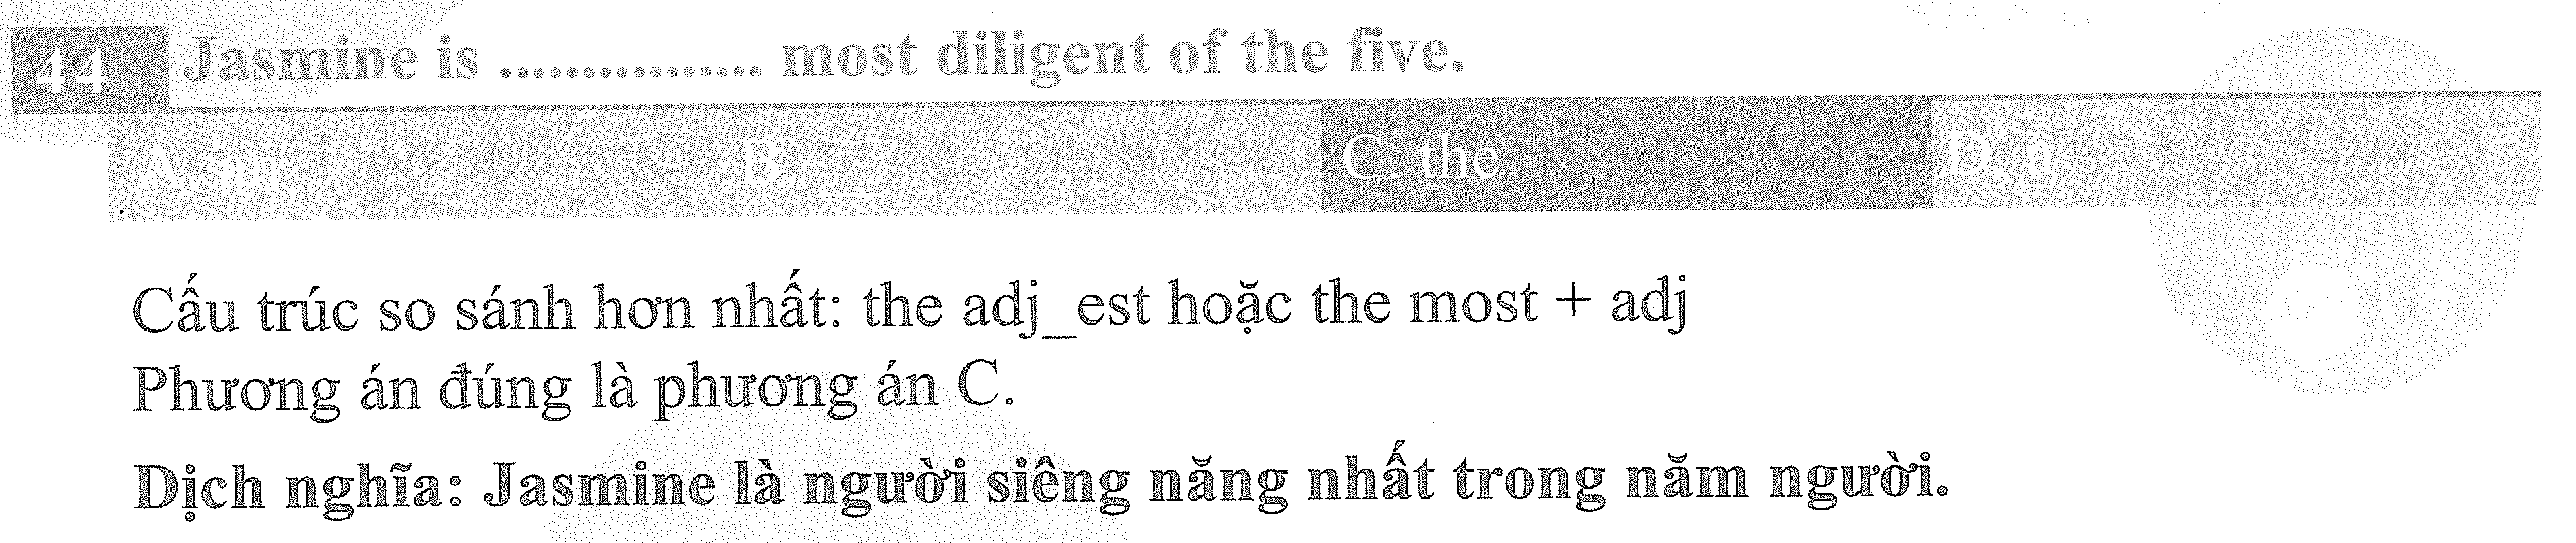 44 Jasmine is ............... most diligent of the five.
A. an B. __ C. the D. a
Cấu trúc so sánh hơn nhất: the adj_est hoặc the most + adj
Phương án đúng là phương án C.
Dịch nghĩa: Jasmine là người siêng năng nhất trong năm người.